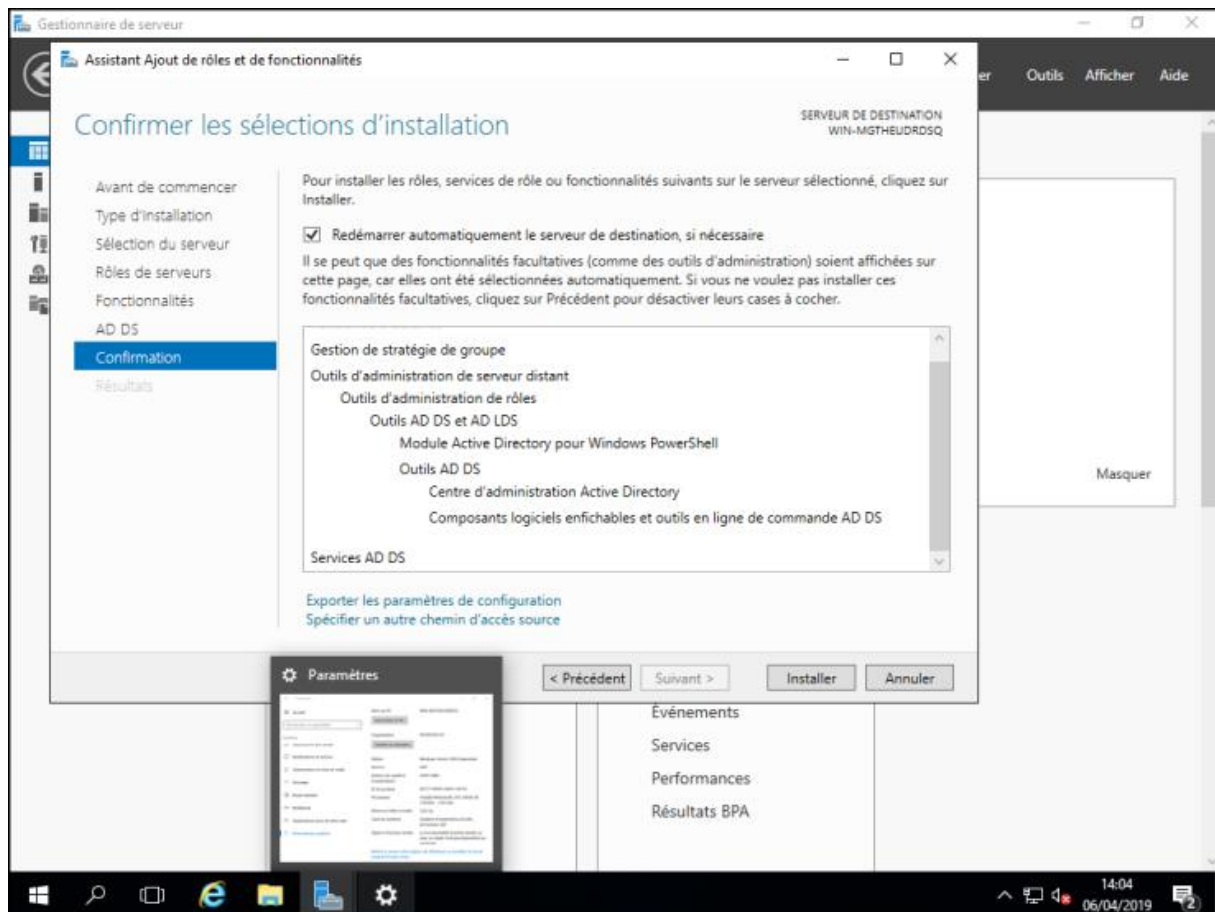 Gestionnaire de serveur
Assistant Ajout de rôles et de fonctionnalités
er Outils Afficher Aide
Confirmer les sélections d'installation
SERVEUR DE DESTINATION
WIN-MGTHEUDRDSQ
Avant de commencer
Type d'installation
Sélection du serveur
Rôles de serveurs
Fonctionnalités
AD DS
Confirmation
Résultats
Pour installer les rôles, services de rôle ou fonctionnalités suivants sur le serveur sélectionné, cliquez sur
Installer.
Redémarrer automatiquement le serveur de destination, si nécessaire
Il se peut que des fonctionnalités facultatives (comme des outils d'administration) soient affichées sur
cette page, car elles ont été sélectionnées automatiquement. Si vous ne voulez pas installer ces
fonctionnalités facultatives, cliquez sur Précédent pour désactiver leurs cases à cocher.
Gestion de stratégie de groupe
Outils d'administration de serveur distant
Outils d'administration de rôles
Outils AD DS et AD LDS
Module Active Directory pour Windows PowerShell
Outils AD DS
Centre d'administration Active Directory
Composants logiciels enfichables et outils en ligne de commande AD DS
Services AD DS
Exporter les paramètres de configuration
Spécifier un autre chemin d'accès source
< Précédent
Suivant >
Installer
Annuler
Masquer
Paramètres
Événements
Services
Performances
Résultats BPA
14:04
06/04/2019
2